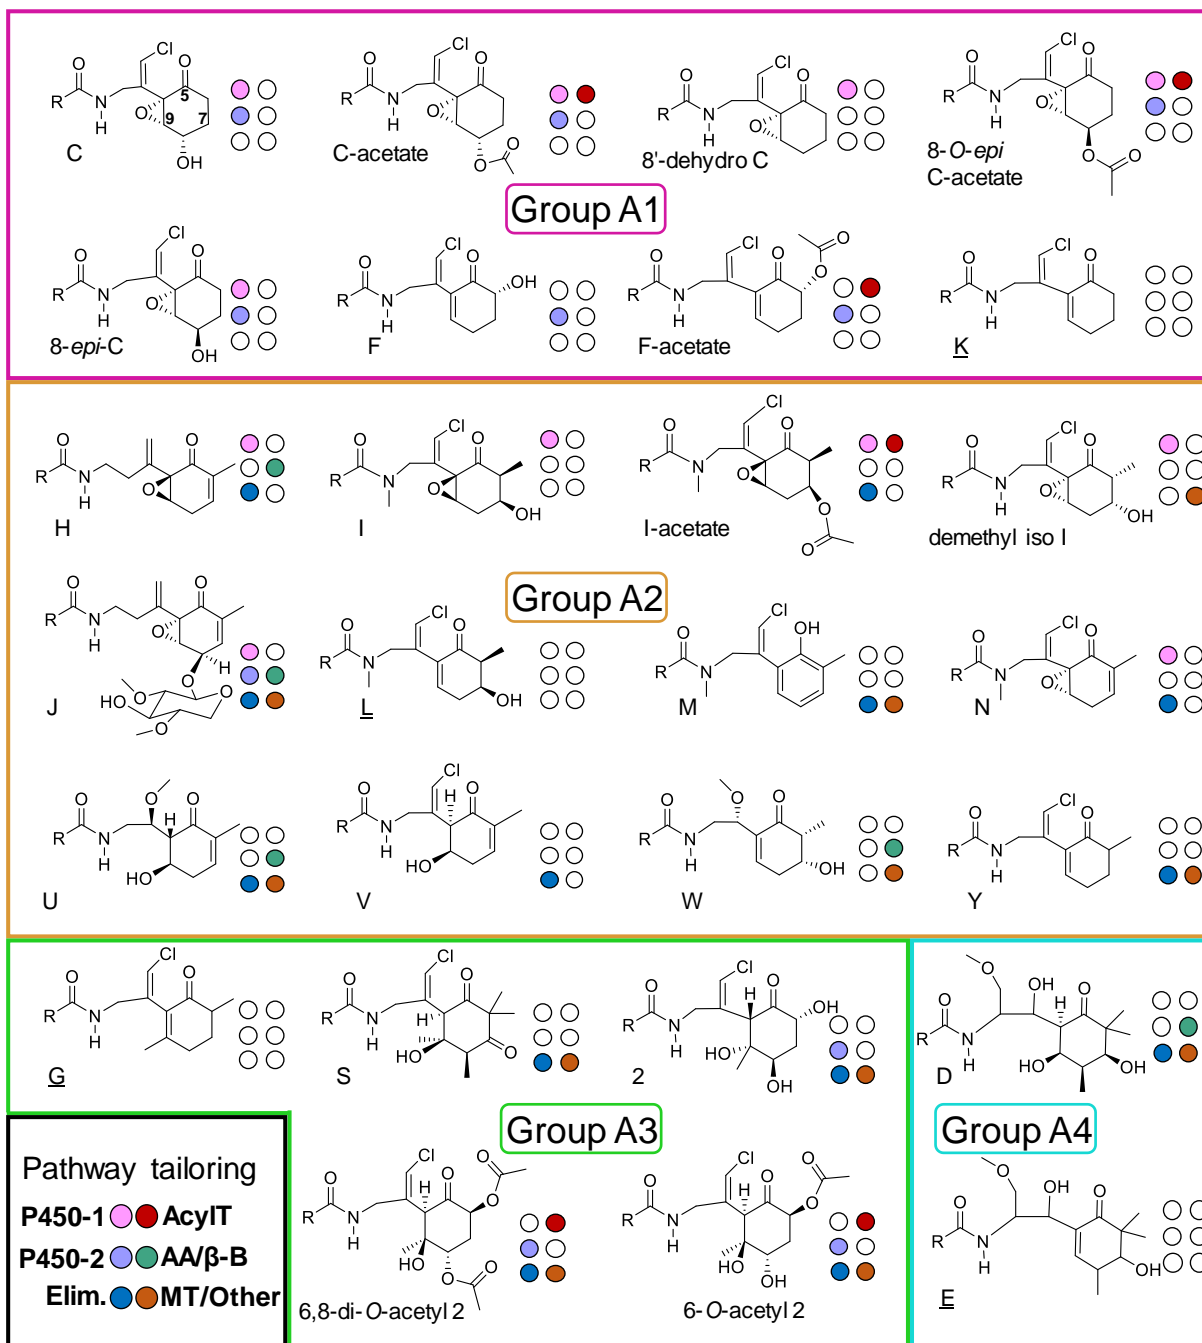 C
C-acetate
8'-dehydro C
8-O-epi
C-acetate
Group A1
8-epi-C
F
F-acetate
K
H
I
I-acetate
demethyl iso I
Group A2
J
L
M
N
U
V
W
Y
G
S
2
D
Group A3
Group A4
6,8-di-O-acetyl 2
6-O-acetyl 2
E
Pathway tailoring
P450-1 AcylT
P450-2 AA/β-B
Elim. MT/Other